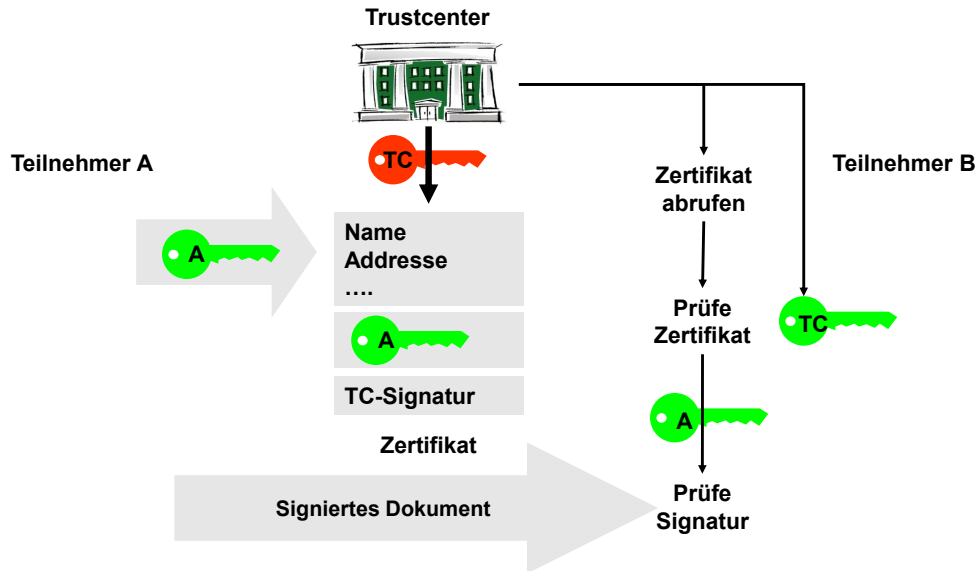 Trustcenter
Teilnehmer A
TC
Teilnehmer B
Zertifikat
abrufen
A
Name
Addresse
….
Prüfe
Zertifikat
TC
A
TC-Signatur
A
Zertifikat
Signiertes Dokument
Prüfe
Signatur